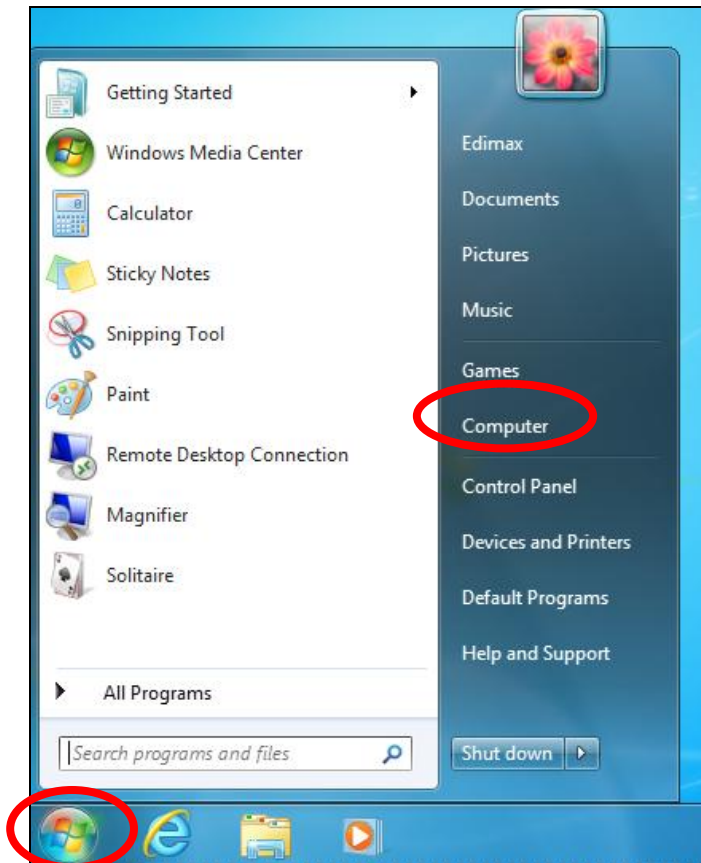 Getting Started
Windows Media Center
Calculator
Sticky Notes
Snipping Tool
Paint
Remote Desktop Connection
Magnifier
Solitaire
All Programs
Search programs and files
Edimax
Documents
Pictures
Music
Games
Computer
Control Panel
Devices and Printers
Default Programs
Help and Support
Shut down